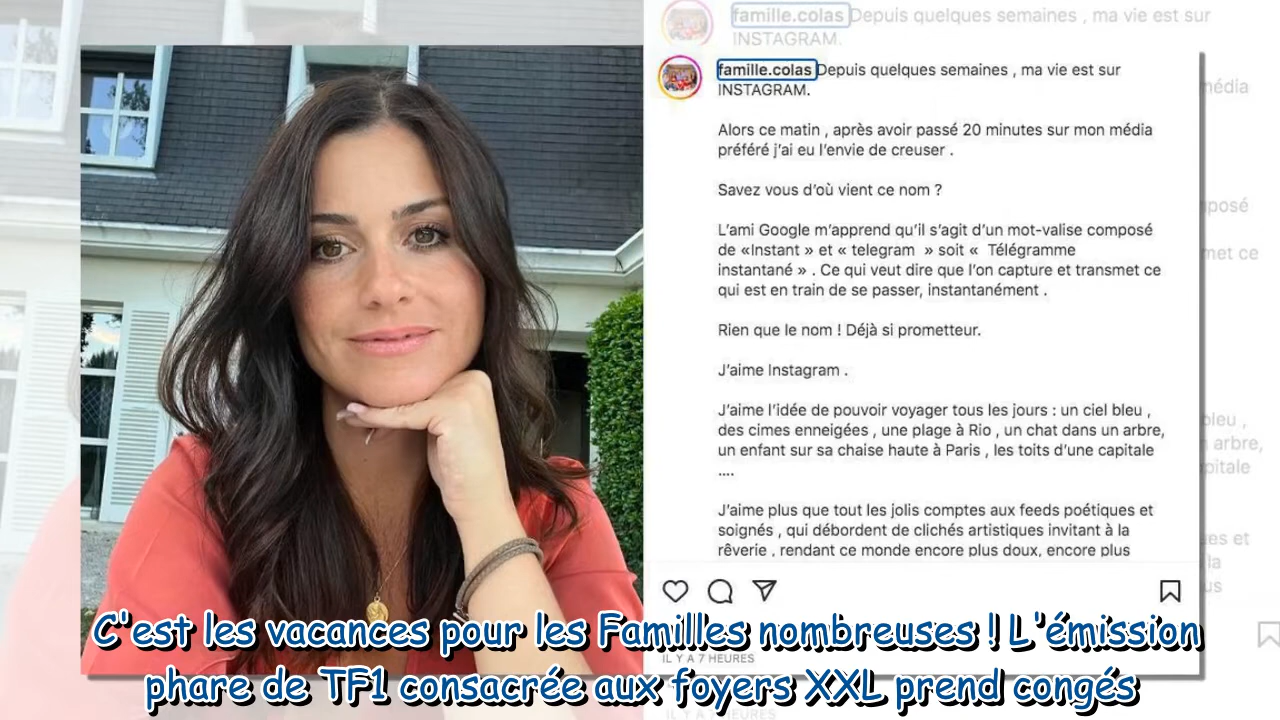 famille.colas Depuis quelques semaines , ma vie est sur
INSTAGRAM.
famille.colas Depuis quelques semaines , ma vie est sur
INSTAGRAM.
Alors ce matin , après avoir passé 20 minutes sur mon média
préféré j'ai eu l'envie de creuser .
Savez vous d'où vient ce nom ?
L'ami Google m'apprend qu'il s'agit d'un mot-valise composé
de «Instant » et « telegram  » soit «  Télégramme
instantané » . Ce qui veut dire que l'on capture et transmet ce
qui est en train de se passer, instantanément .
Rien que le nom ! Déjà si prometteur.
J'aime Instagram .
J'aime l'idée de pouvoir voyager tous les jours : un ciel bleu ,
des cimes enneigées , une plage à Rio , un chat dans un arbre,
un enfant sur sa chaise haute à Paris , les toits d'une capitale
....
J'aime plus que tout les jolis comptes aux feeds poétiques et
soignés , qui débordent de clichés artistiques invitant à la
rêverie , rendant ce monde encore plus doux, encore plus
IL Y A 7 HEURES
C'est les vacances pour les Familles nombreuses ! L'émission
phare de TF1 consacrée aux foyers XXL prend congés
IL Y A 7 HEURES